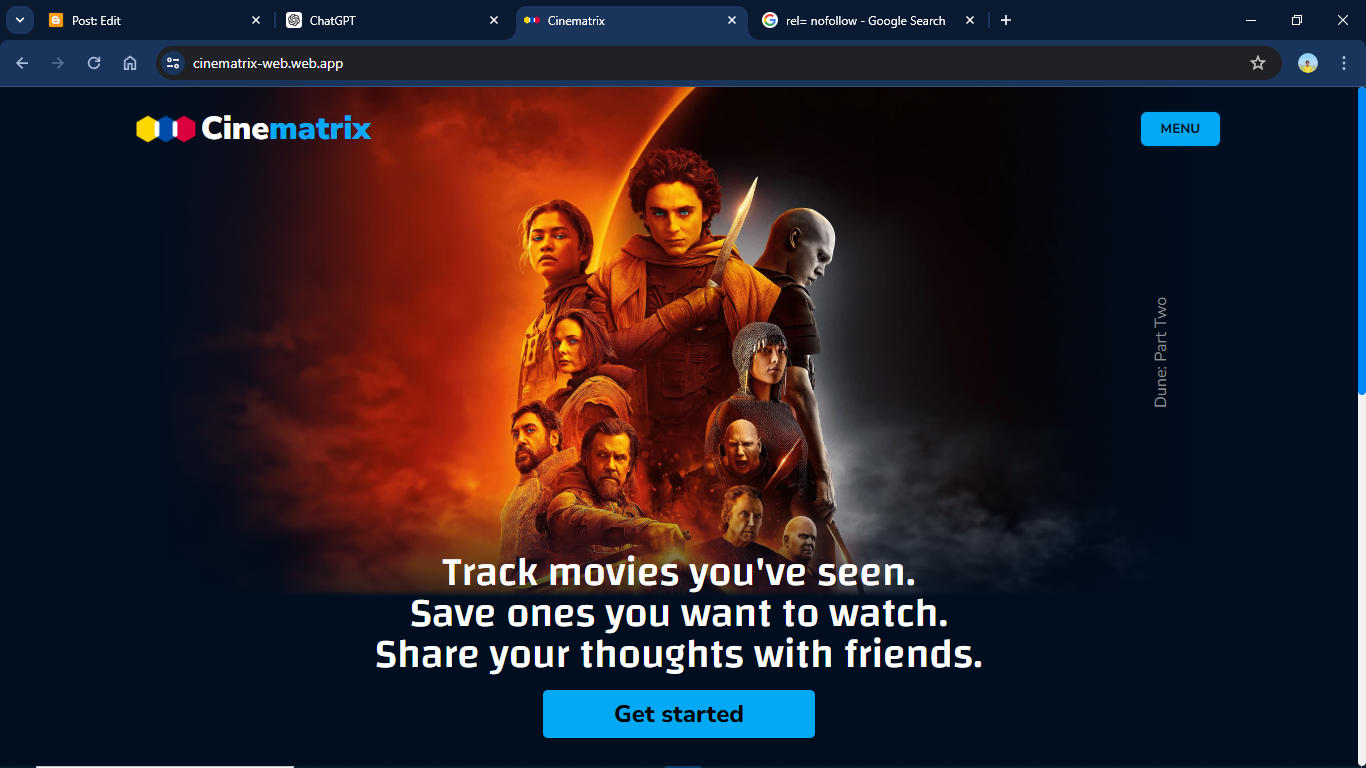 Post: Edit
ChatGPT
Cinematrix
rel= nofollow - Google Search
cinematrix-web.web.app
Cinematrix
MENU
Dune: Part Two
Track movies you've seen.
Save ones you want to watch.
Share your thoughts with friends.
Get started